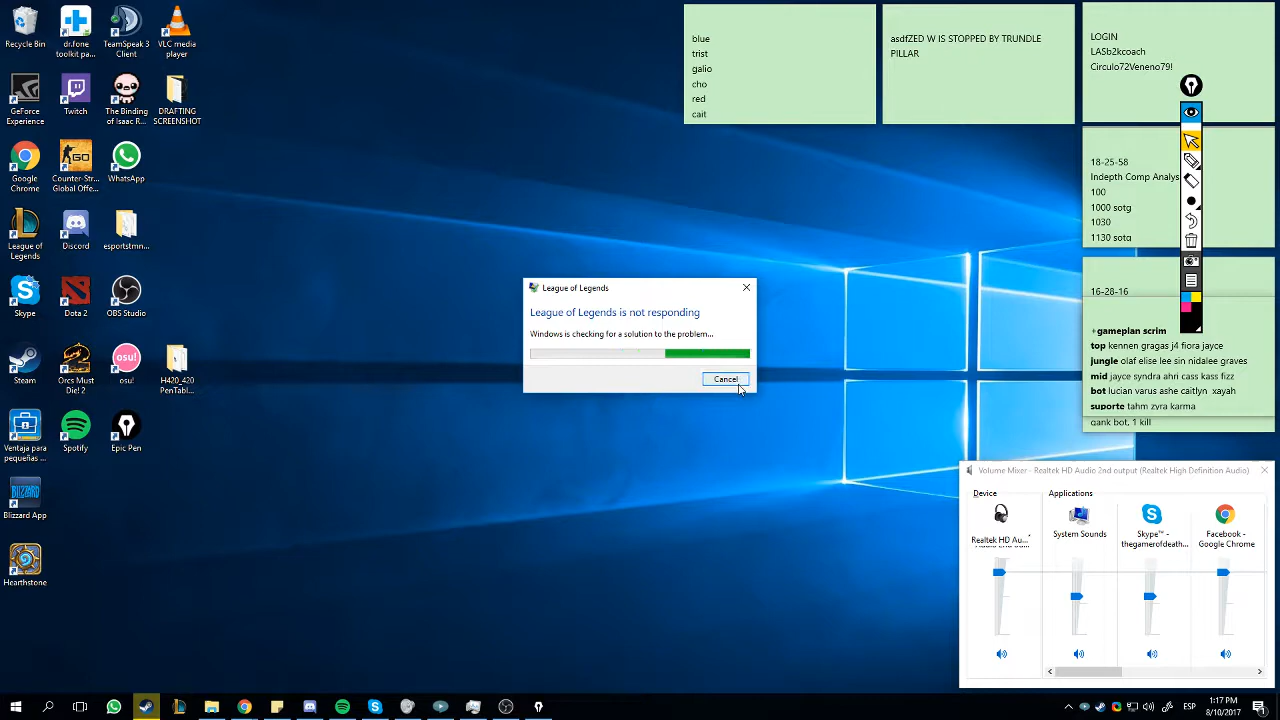 Recycle Bin
dr.fone
toolkit pa...
TeamSpeak 3
Client
VLC media
player
GeForce
Experience
Twitch
The Binding
of Isaac R...
DRAFTING
SCREENSHOT
Google
Chrome
Counter-Str...
Global Offe...
WhatsApp
League of
Legends
Discord
esportstmn...
Skype
Dota 2
OBS Studio
Steam
Orcs Must
Die! 2
osu!
H420_420
PenTabl...
Ventaja para
pequeñas ...
Spotify
Epic Pen
Blizzard App
Hearthstone
blue
trist
galio
cho
red
cait
asdfZED W IS STOPPED BY TRUNDLE
PILLAR
LOGIN
LASb2kcoach
Circulo72Veneno79!
18-25-58
Indepth Comp Analys
100
1000 sotg
1030
1130 sotg
16-28-16
+gameplan scrim
top kennen gragas j4 fiora jayce
jungle olaf elise lee sin nidalee graves
mid jayce syndra ahri cass kass fizz
bot lucian varus ashe caitlyn xayah
suporte tahm zyra karma
gank bot, 1 kill
League of Legends
League of Legends is not responding
Windows is checking for a solution to the problem...
Cancel
Volume Mixer - Realtek HD Audio 2nd output (Realtek High Definition Audio)
Device
Applications
Realtek HD Au...
System Sounds
Skype™ -
thegamerofdeath...
Facebook -
Google Chrome
ESP
1:17 PM
8/10/2017